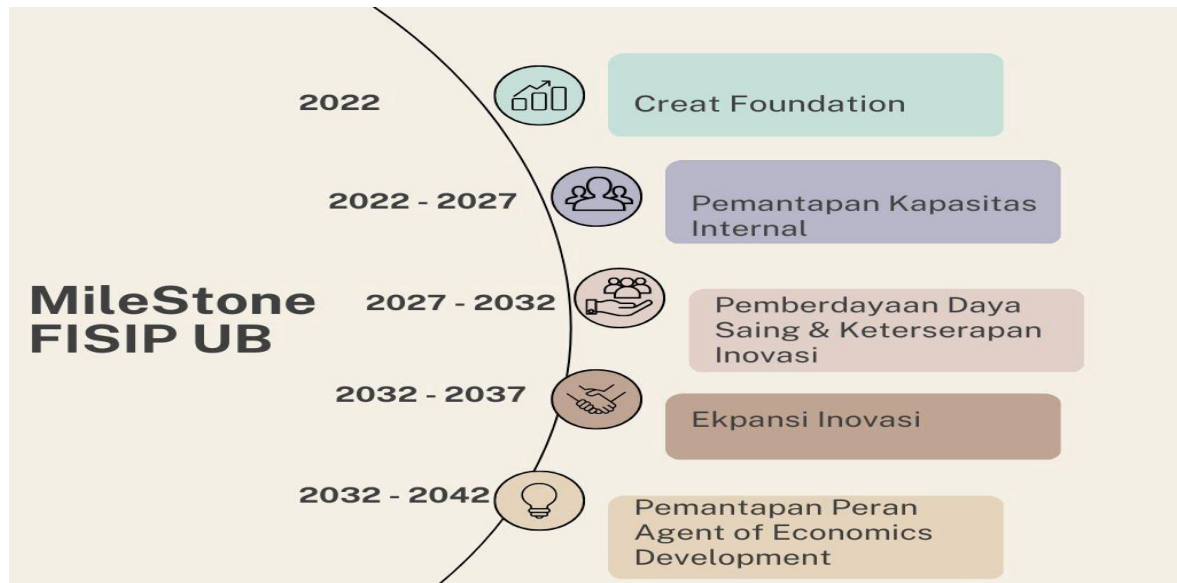 MileStone
FISIP UB
2022
Creat Foundation
2022 - 2027
Pemantapan Kapasitas
Internal
2027 - 2032
Pemberdayaan Daya
Saing & Keterserapan
Inovasi
2032 - 2037
Ekpansi Inovasi
2032 - 2042
Pemantapan Peran
Agent of Economics
Development